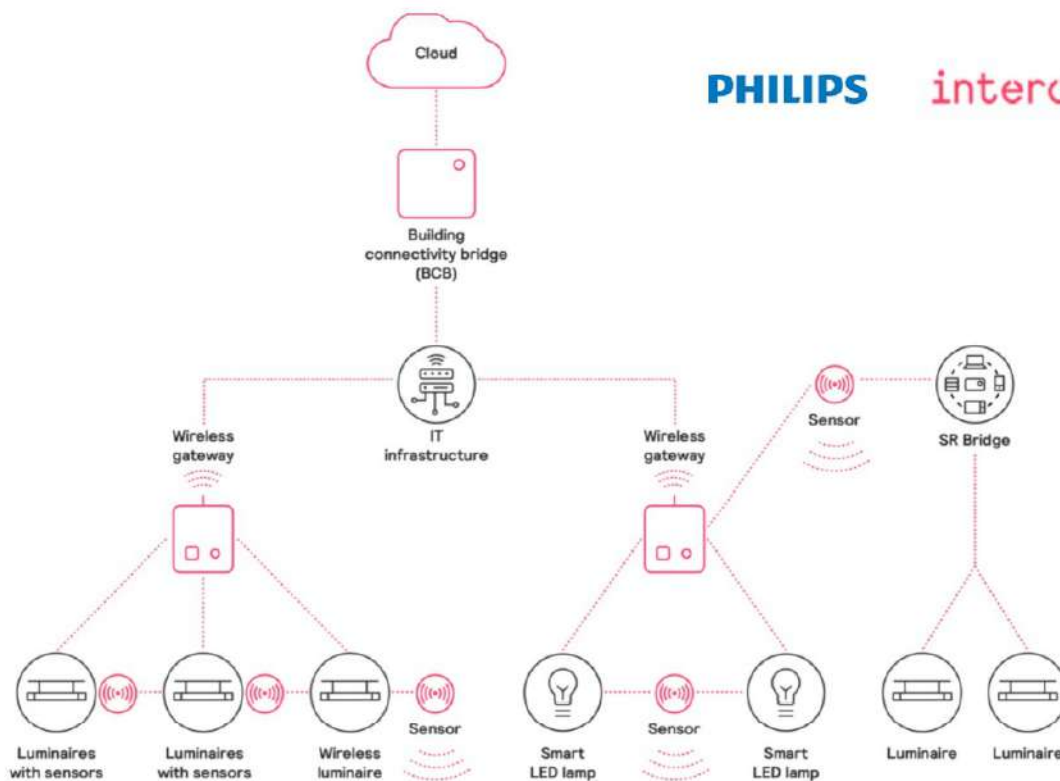 Cloud
PHILIPS
Building
connectivity bridge
(BCB)
Wireless
gateway
IT
infrastructure
Wireless
gateway
Sensor
SR Bridge
Luminaires
with sensors
Luminaires
with sensors
Wireless
luminaire
Sensor
Smart
LED lamp
Sensor
Smart
LED lamp
Luminaire